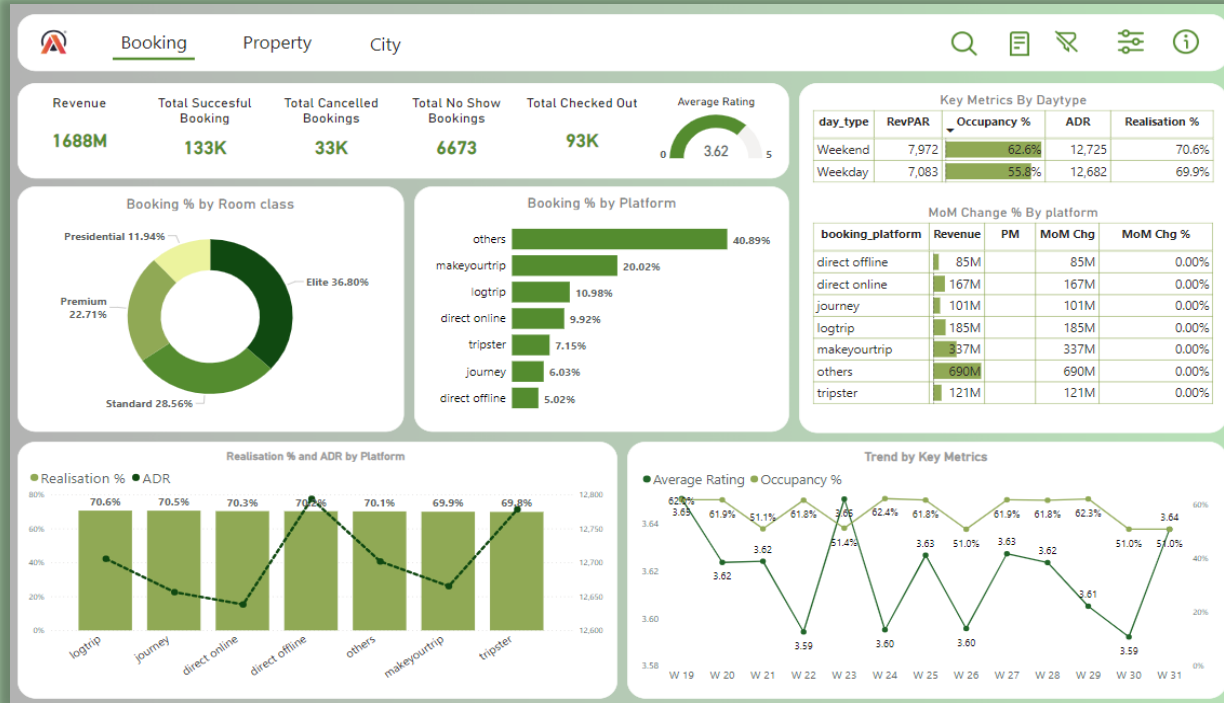 Booking Property City
Revenue
1688M
Total Succesful
Booking
133K
Total Cancelled
Bookings
33K
Total No Show
Bookings
6673
Total Checked Out
93K
Average Rating
0 3.62 5
Key Metrics By Daytype
day_type RevPAR Occupancy % ADR Realisation %
Weekend 7,972 62.6% 12,725 70.6%
Weekday 7,083 55.8% 12,682 69.9%
Booking % by Room class
Presidential 11.94%
Elite 36.80%
Premium
22.71%
Standard 28.56%
Booking % by Platform
others 40.89%
makeyourtrip 20.02%
logtrip 10.98%
direct online 9.92%
tripster 7.15%
journey 6.03%
direct offline 5.02%
MoM Change % By platform
booking_platform Revenue PM MoM Chg MoM Chg %
direct offline 85M 85M 0.00%
direct online 167M 167M 0.00%
journey 101M 101M 0.00%
logtrip 185M 185M 0.00%
makeyourtrip 337M 337M 0.00%
others 690M 690M 0.00%
tripster 121M 121M 0.00%
Realisation % and ADR by Platform
Realisation % ADR
80% 12,800
70.6% 70.5% 70.3% 70.2% 70.1% 69.9% 69.8%
12,750
60%
40% 12,700
20% 12,650
0% 12,600
logtrip journey direct online direct offline others makeyourtrip tripster
Trend by Key Metrics
Average Rating Occupancy %
3.64 60%
3.62 40%
3.60 20%
3.58 0%
3.65 3.62 3.62 3.59 3.65 3.60 3.63 3.60 3.63 3.62 3.61 3.59 3.64
61.9% 51.1% 61.8% 51.4% 62.4% 61.8% 51.0% 61.9% 61.8% 62.3% 51.0% 51.0%
W 19 W 20 W 21 W 22 W 23 W 24 W 25 W 26 W 27 W 28 W 29 W 30 W 31